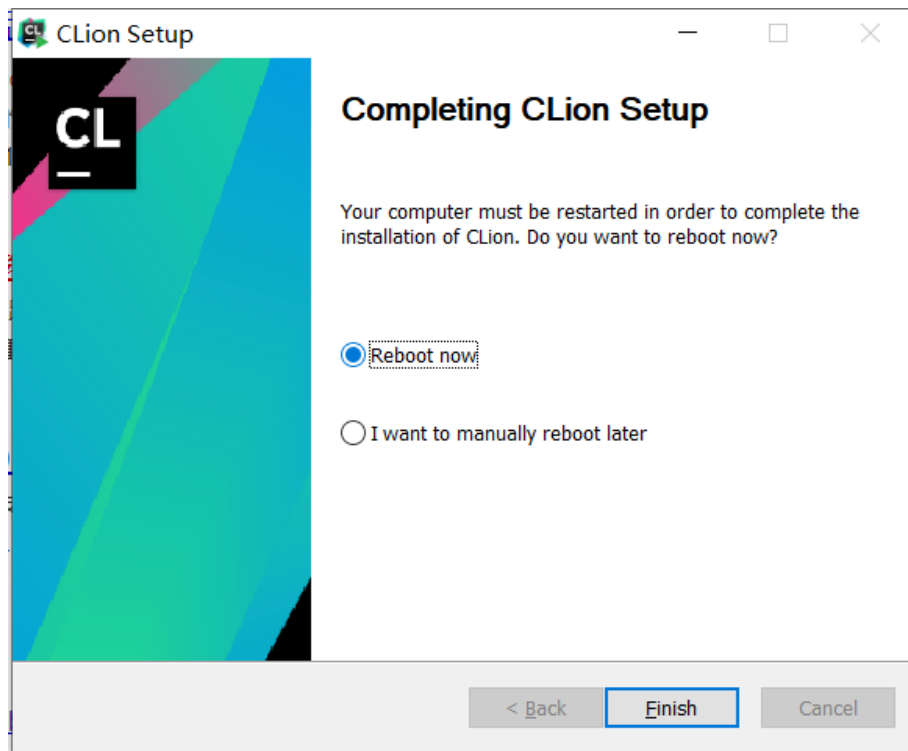 CL
CLion Setup
CL
Completing CLion Setup
Your computer must be restarted in order to complete the
installation of CLion. Do you want to reboot now?
Reboot now
I want to manually reboot later
< Back
Finish
Cancel